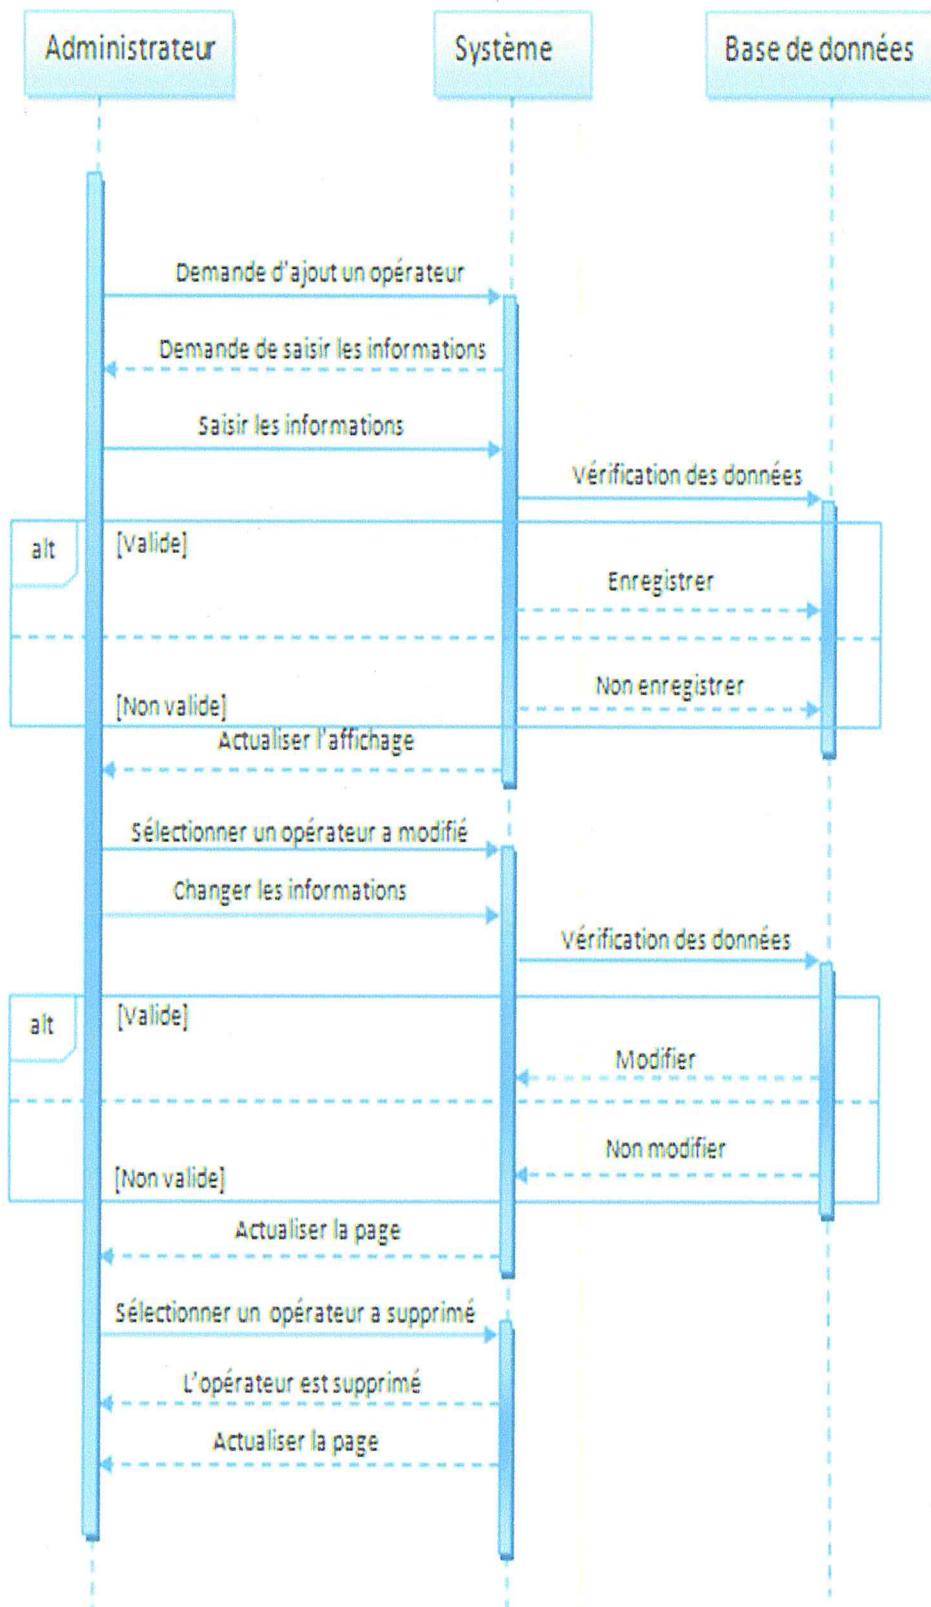 Administrateur
Système
Base de données
Demande d'ajout un opérateur
Demande de saisir les informations
Saisir les informations
Vérification des données
alt
[Valide]
Enregistrer
Non enregistrer
[Non valide]
Actualiser l'affichage
Sélectionner un opérateur a modifié
Changer les informations
Vérification des données
alt
[Valide]
Modifier
Non modifier
[Non valide]
Actualiser la page
Sélectionner un opérateur a supprimé
L'opérateur est supprimé
Actualiser la page